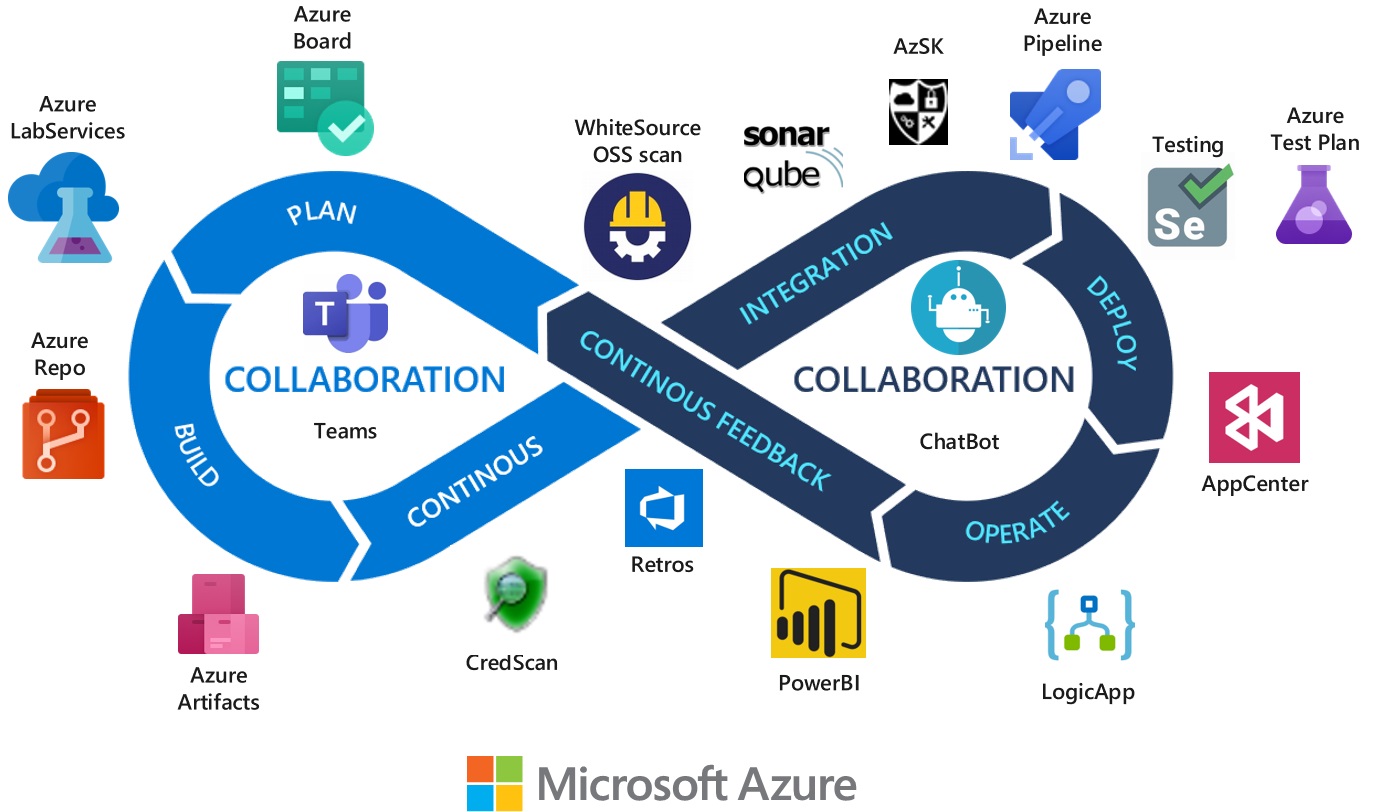 Azure
Board
Azure
LabServices
Azure
Repo
Azure
Artifacts
PLAN
BUILD
CONTINOUS
T
COLLABORATION
Teams
CredScan
WhiteSource
OSS scan
sonar
qube
AzSK
Azure
Pipeline
Testing
Se
Azure
Test Plan
INTEGRATION
DEPLOY
OPERATE
CONTINOUS FEEDBACK
COLLABORATION
ChatBot
AppCenter
Retros
PowerBI
LogicApp
Microsoft Azure